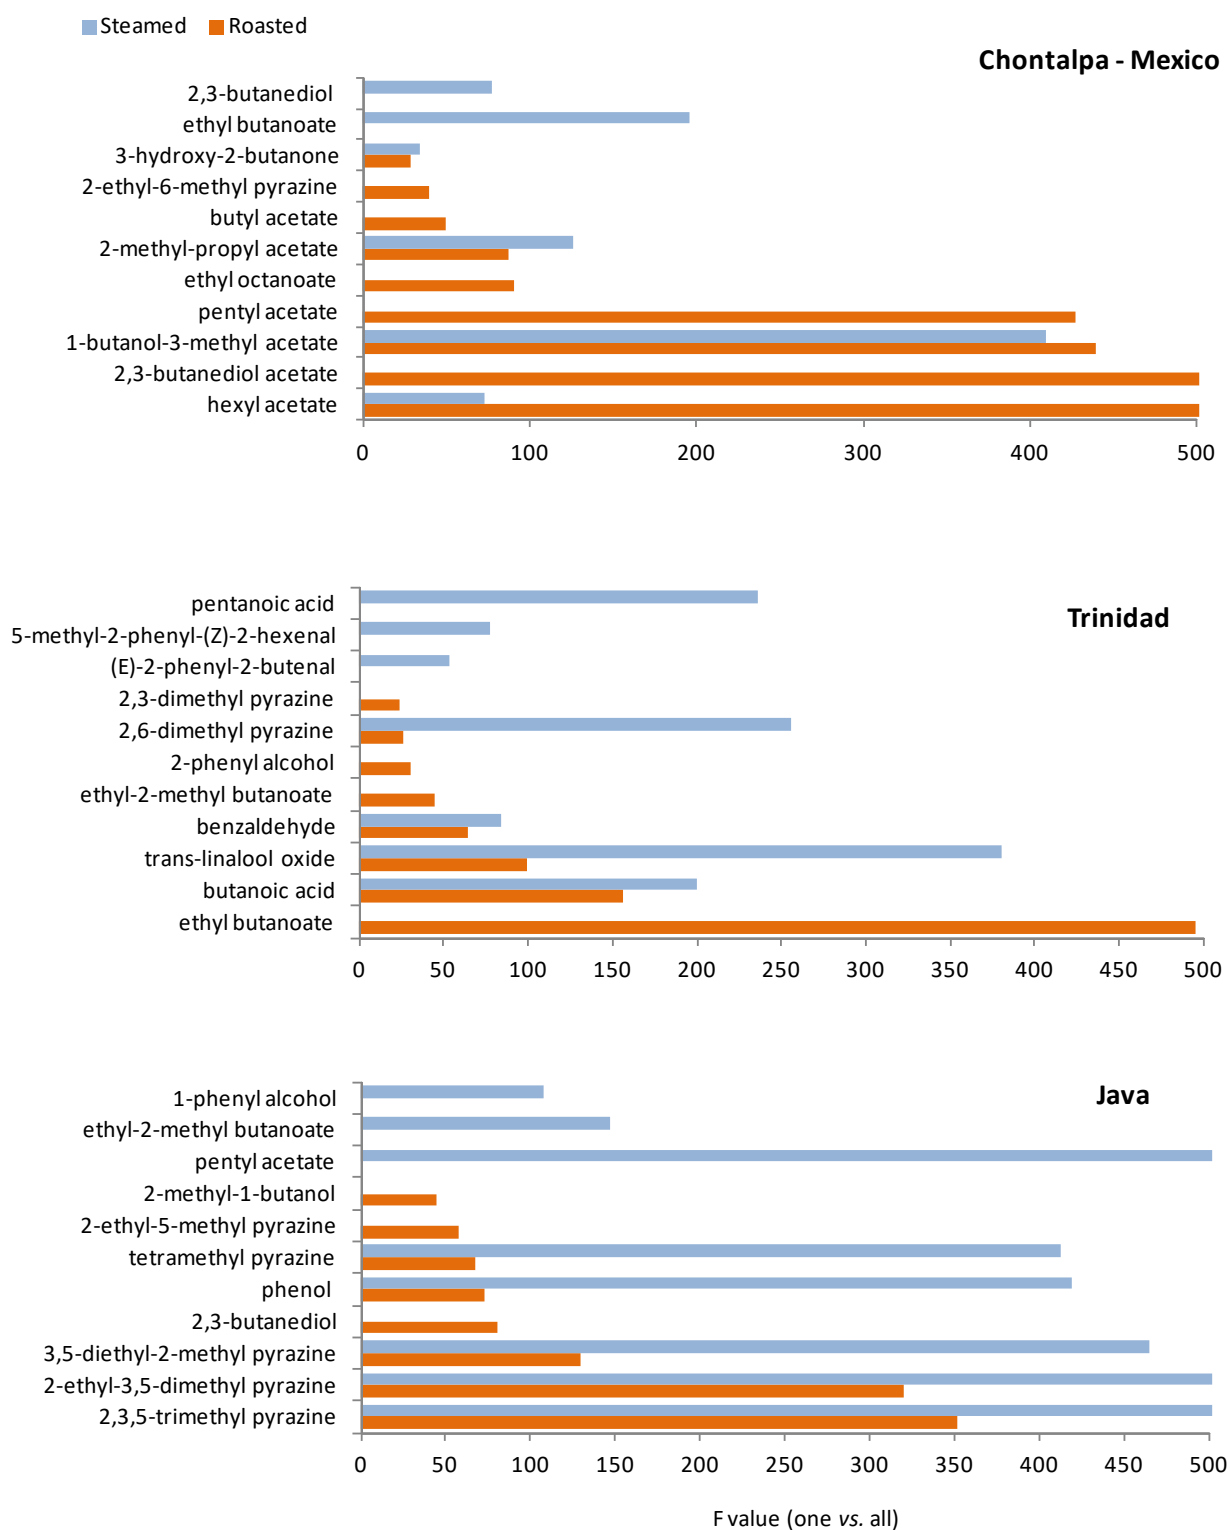 Steamed Roasted
Chontalpa - Mexico
2,3-butanediol
ethyl butanoate
3-hydroxy-2-butanone
2-ethyl-6-methyl pyrazine
butyl acetate
2-methyl-propyl acetate
ethyl octanoate
pentyl acetate
1-butanol-3-methyl acetate
2,3-butanediol acetate
hexyl acetate
0 100 200 300 400 500
Trinidad
pentanoic acid
5-methyl-2-phenyl-(Z)-2-hexenal
(E)-2-phenyl-2-butenal
2,3-dimethyl pyrazine
2,6-dimethyl pyrazine
2-phenyl alcohol
ethyl-2-methyl butanoate
benzaldehyde
trans-linalool oxide
butanoic acid
ethyl butanoate
0 50 100 150 200 250 300 350 400 450 500
Java
1-phenyl alcohol
ethyl-2-methyl butanoate
pentyl acetate
2-methyl-1-butanol
2-ethyl-5-methyl pyrazine
tetramethyl pyrazine
phenol
2,3-butanediol
3,5-diethyl-2-methyl pyrazine
2-ethyl-3,5-dimethyl pyrazine
2,3,5-trimethyl pyrazine
0 50 100 150 200 250 300 350 400 450 500
F value (one vs. all)